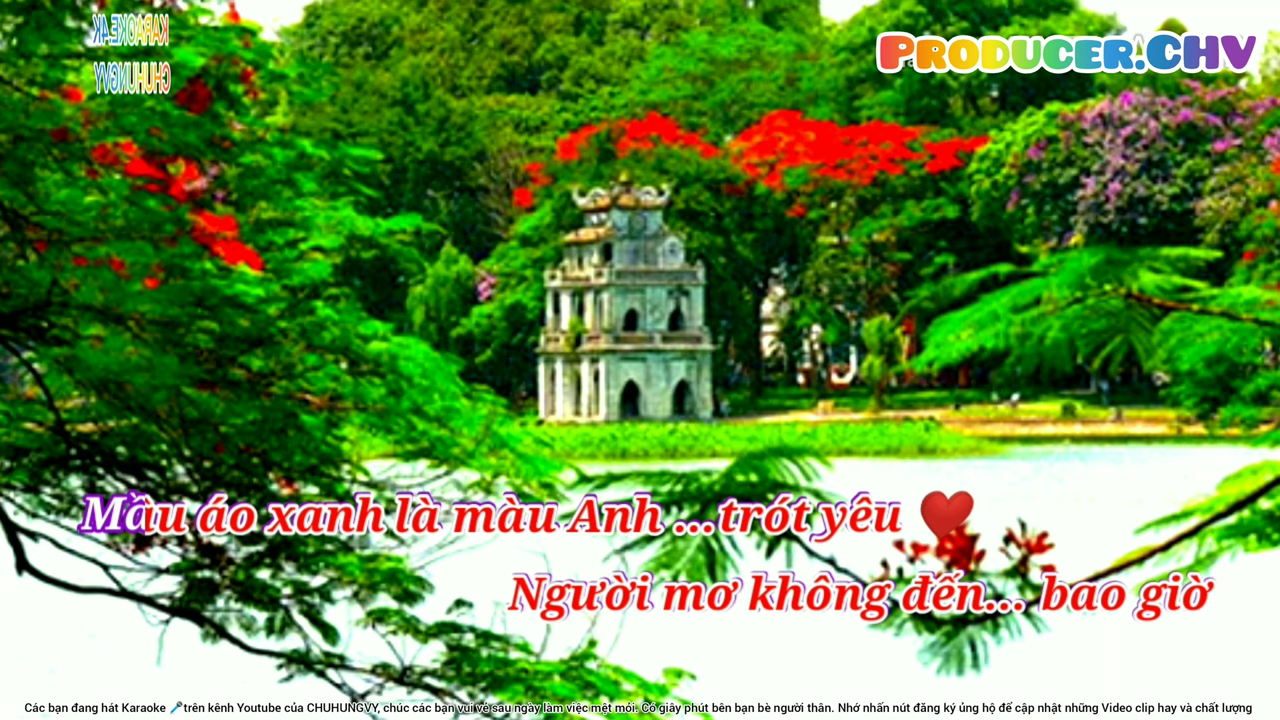 KARAOKE4K
CHUHUNGVY
PRODUCER.CHV
Mầu áo xanh là màu Anh ...trót yêu ❤
Người mơ không đến... bao giờ
Các bạn đang hát Karaoke 🎤trên kênh Youtube của CHUHUNGVY, chúc các bạn vui vẻ sau ngày làm việc mệt mỏi. Có giây phút bên bạn bè người thân. Nhớ nhấn nút đăng ký ủng hộ để cập nhật những Video clip hay và chất lượng